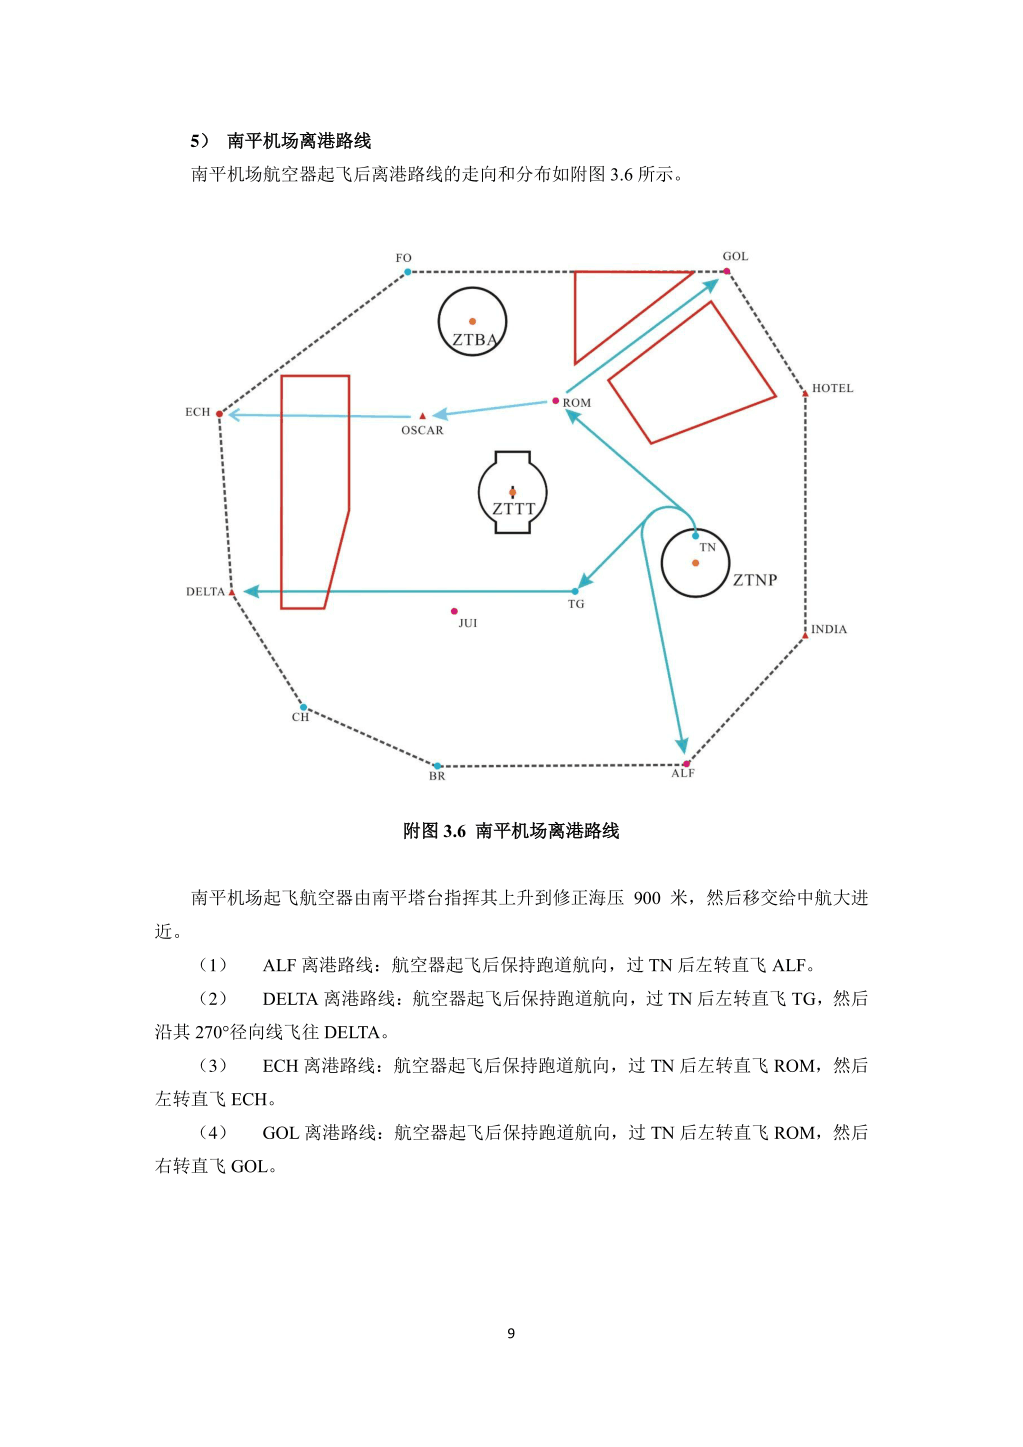 5） 南平机场离港路线
南平机场航空器起飞后离港路线的走向和分布如附图 3.6 所示。
FO
GOL
ZTBA
HOTEL
ECH
ROM
OSCAR
ZTTT
TN
ZTNP
DELTA
TG
JUI
INDIA
CH
BR
ALF
附图 3.6 南平机场离港路线
南平机场起飞航空器由南平塔台指挥其上升到修正海压 900 米，然后移交给中航大进
近。
（1） ALF 离港路线：航空器起飞后保持跑道航向，过 TN 后左转直飞 ALF。
（2） DELTA 离港路线：航空器起飞后保持跑道航向，过 TN 后左转直飞 TG，然后
沿其 270°径向线飞往 DELTA。
（3） ECH 离港路线：航空器起飞后保持跑道航向，过 TN 后左转直飞 ROM，然后
左转直飞 ECH。
（4） GOL 离港路线：航空器起飞后保持跑道航向，过 TN 后左转直飞 ROM，然后
右转直飞 GOL。
9